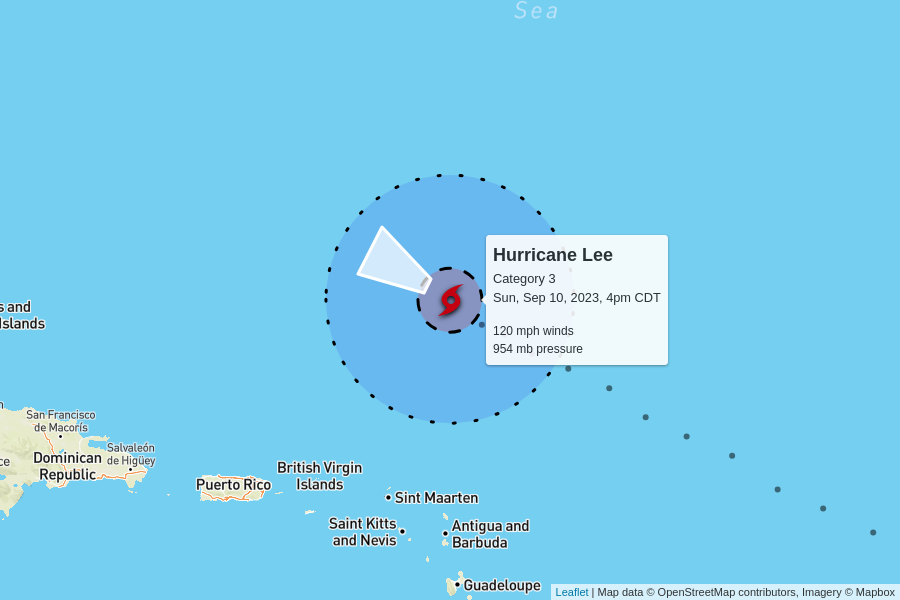 Sea
Hurricane Lee
Category 3
Sun, Sep 10, 2023, 4pm CDT
120 mph winds
954 mb pressure
s and
Islands
San Francisco
de Macorís
Salvaleón
de Higüey
ce
Dominican
Republic
Puerto Rico
British Virgin
Islands
Sint Maarten
Saint Kitts
and Nevis
Antigua and
Barbuda
Guadeloupe
Leaflet | Map data © OpenStreetMap contributors, Imagery © Mapbox